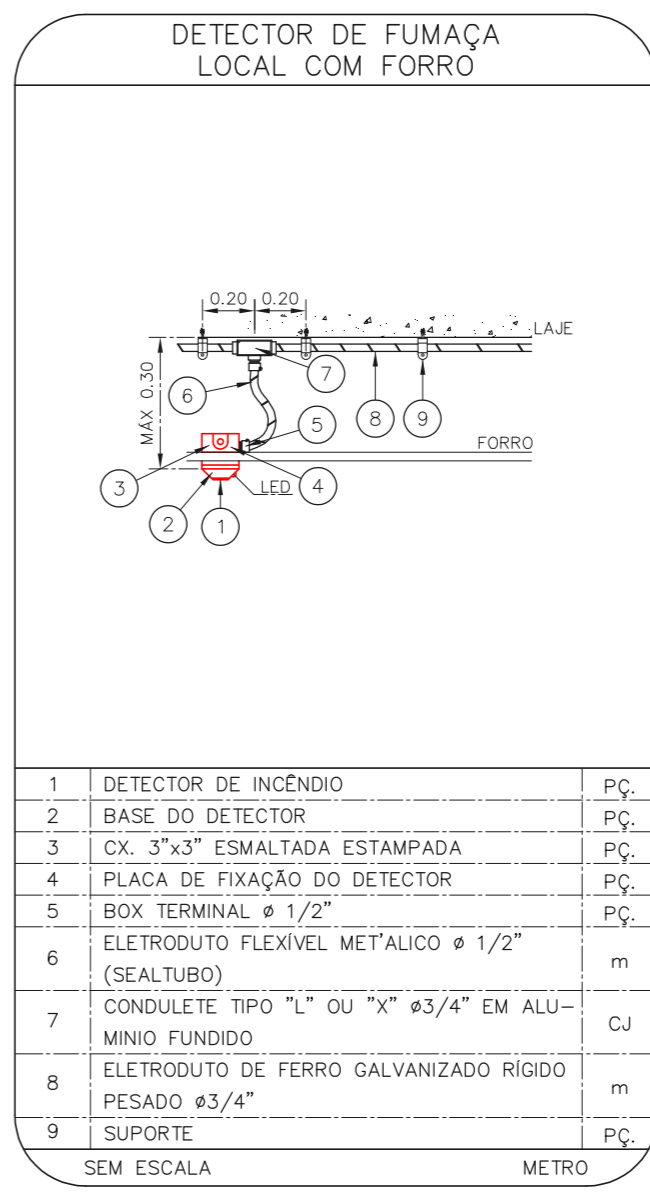 DETECTOR DE FUMAÇA
LOCAL COM FORRO
0.20 0.20
LAJE
MÁX 0.30
7
6
8
9
5
FORRO
3
4
LED
2
1
1 DETECTOR DE INCÊNDIO PÇ.
2 BASE DO DETECTOR PÇ.
3 CX. 3"x3" ESMALTADA ESTAMPADA PÇ.
4 PLACA DE FIXAÇÃO DO DETECTOR PÇ.
5 BOX TERMINAL ø 1/2" PÇ.
6 ELETRODUTO FLEXÍVEL MET'ALICO ø 1/2"
(SEALTUBO) m
7 CONDULETE TIPO "L" OU "X" ø3/4" EM ALU-
MINIO FUNDIDO CJ
8 ELETRODUTO DE FERRO GALVANIZADO RÍGIDO
PESADO ø3/4" m
9 SUPORTE PÇ.
SEM ESCALA METRO